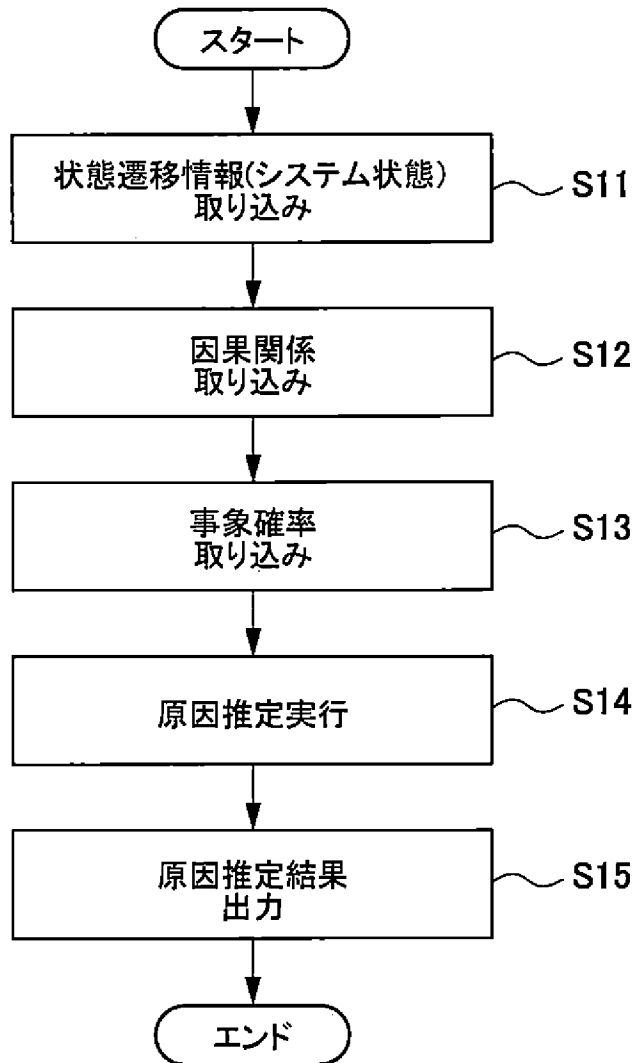 スタート
状態遷移情報(システム状態)
取り込み
S11
因果関係
取り込み
S12
事象確率
取り込み
S13
原因推定実行
S14
原因推定結果
出力
S15
エンド